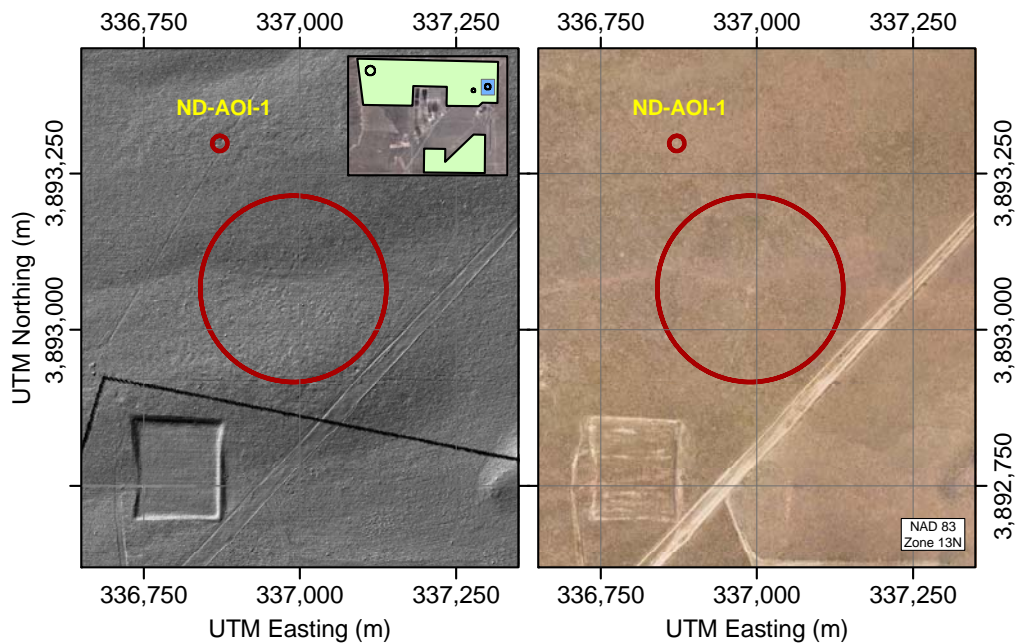 336,750 337,000 337,250 336,750 337,000 337,250
ND-AOI-1 ND-AOI-1
UTM Northing (m)
3,893,250
3,893,000
3,892,750
3,893,250
3,893,000
3,892,750
NAD 83
Zone 13N
336,750 337,000 337,250 336,750 337,000 337,250
UTM Easting (m) UTM Easting (m)